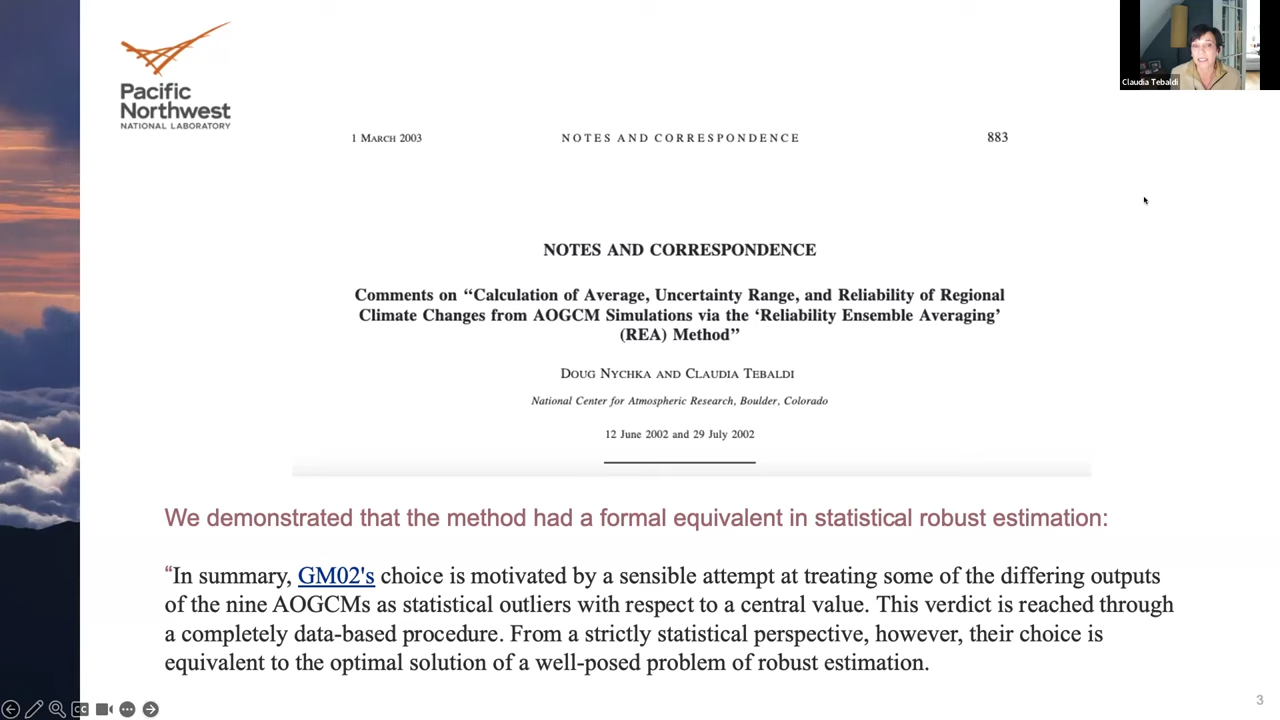 Pacific
Northwest
NATIONAL LABORATORY
Claudia Tebaldi
1 MARCH 2003
NOTES AND CORRESPONDENCE
883
NOTES AND CORRESPONDENCE
Comments on “Calculation of Average, Uncertainty Range, and Reliability of Regional
Climate Changes from AOGCM Simulations via the ‘Reliability Ensemble Averaging’
(REA) Method”
DOUG NYCHKA AND CLAUDIA TEBALDI
National Center for Atmospheric Research, Boulder, Colorado
12 June 2002 and 29 July 2002
We demonstrated that the method had a formal equivalent in statistical robust estimation:
“In summary, GM02's choice is motivated by a sensible attempt at treating some of the differing outputs
of the nine AOGCMs as statistical outliers with respect to a central value. This verdict is reached through
a completely data-based procedure. From a strictly statistical perspective, however, their choice is
equivalent to the optimal solution of a well-posed problem of robust estimation.
CC
3